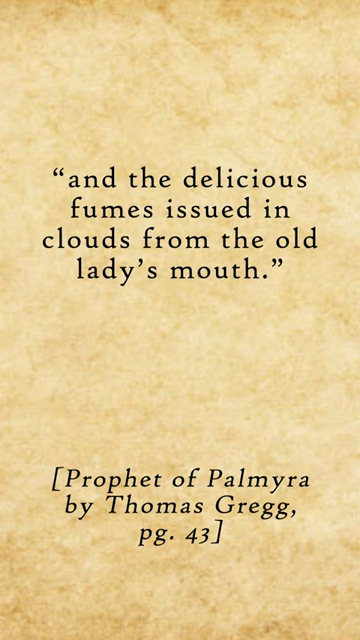 “and the delicious
fumes issued in
clouds from the old
lady’s mouth.”
[Prophet of Palmyra
by Thomas Gregg,
pg. 43]